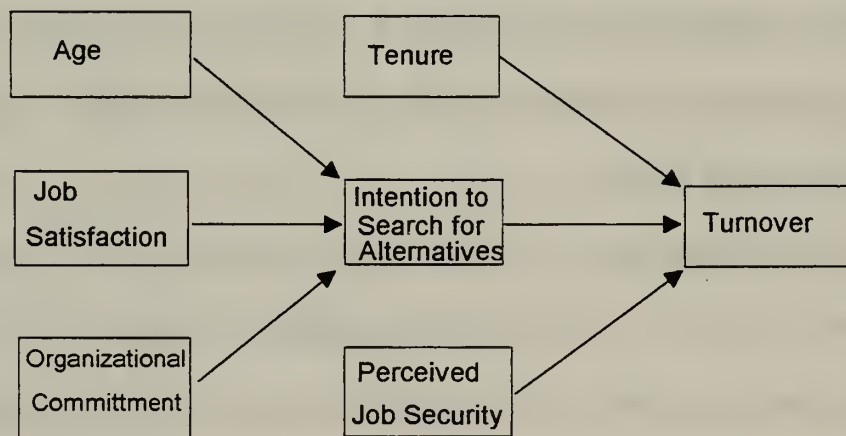 Age
Tenure
Job
Satisfaction
Intention to
Search for
Alternatives
Turnover
Organizational
Committment
Perceived
Job Security